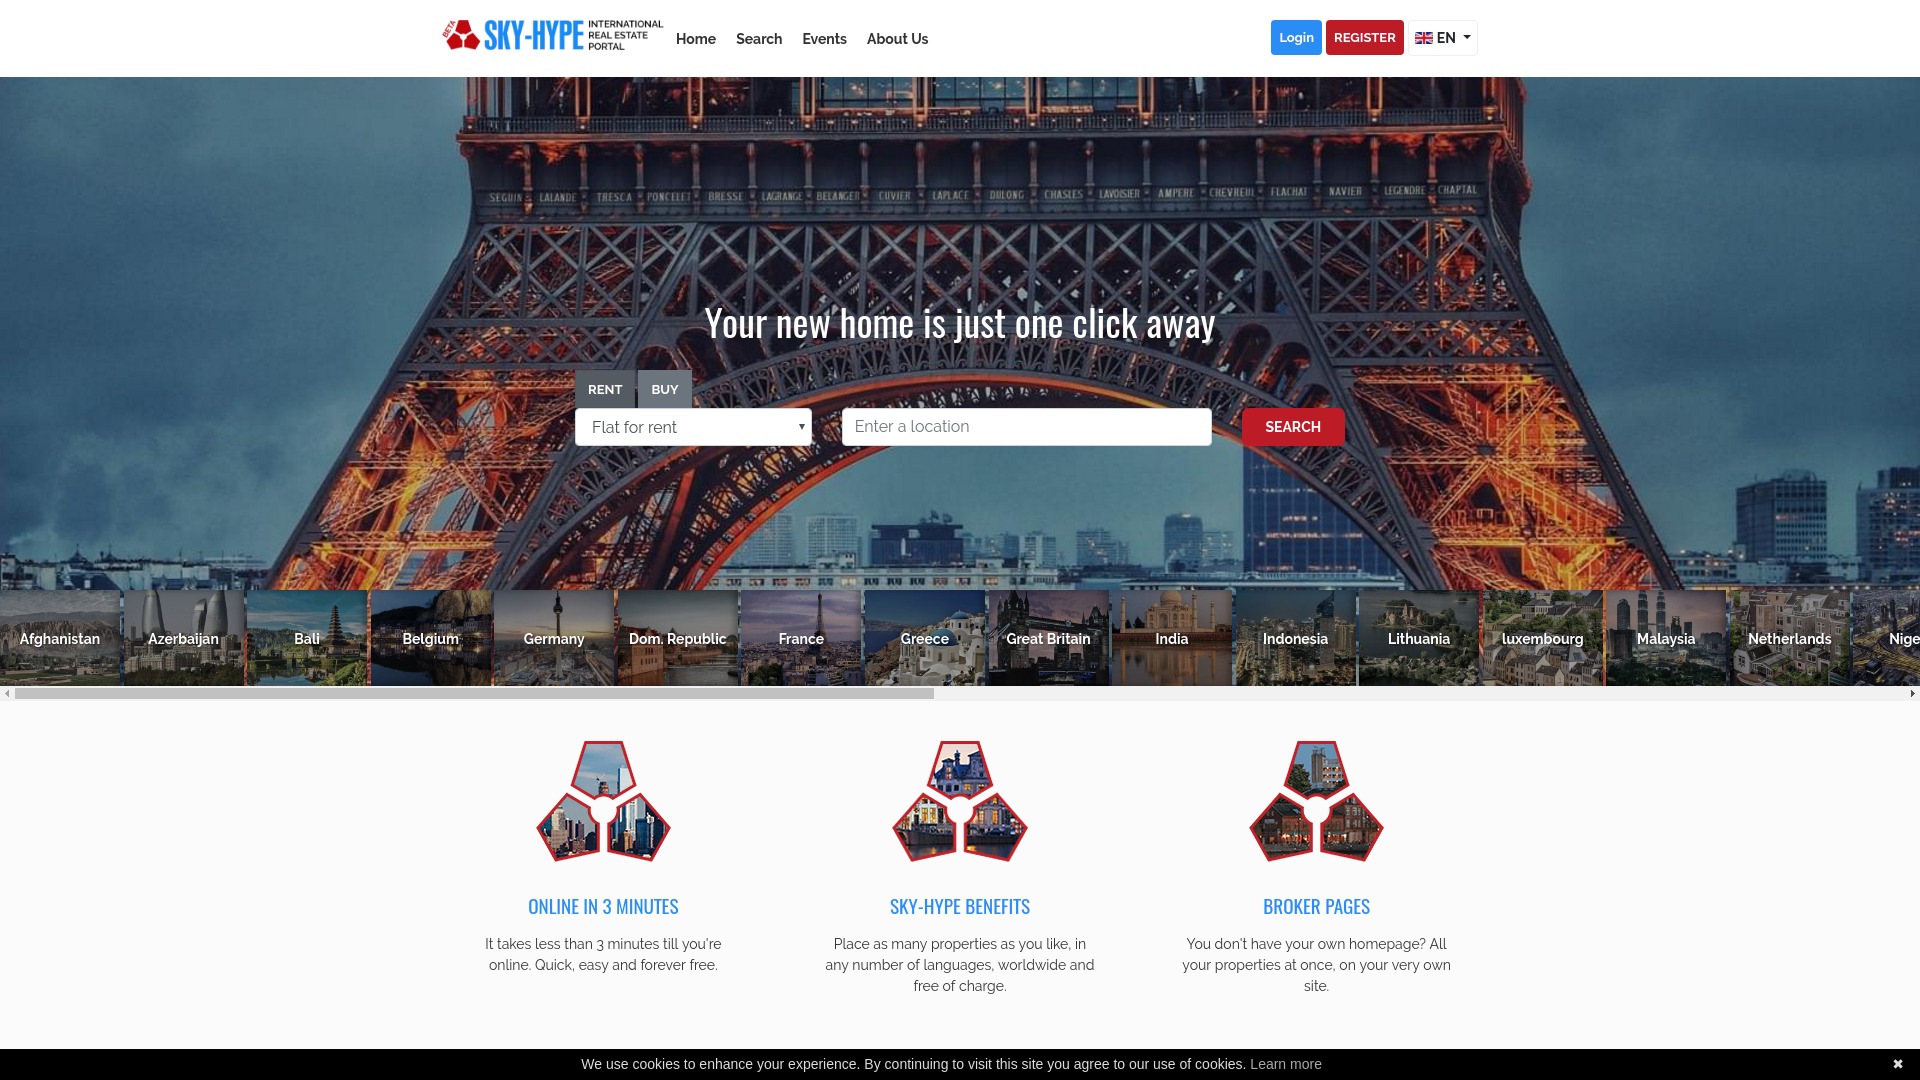 BETA
SKY-HYPE
INTERNATIONAL
REAL ESTATE
PORTAL
Home
Search
Events
About Us
Login
REGISTER
EN
SEGUIN LALANDE TRESCA PONCELET BRESSE LAGRANGE BELANGER CUVIER LAPLACE DULONG CHASLES LAVOISIER AMPERE CHEVREUL FLACHAT NAVIER LEGENDRE CHAPTAL
Your new home is just one click away
RENT
BUY
Flat for rent
Enter a location
SEARCH
Afghanistan
Azerbaijan
Bali
Belgium
Germany
Dom. Republic
France
Greece
Great Britain
India
Indonesia
Lithuania
luxembourg
Malaysia
Netherlands
Nige
ONLINE IN 3 MINUTES
It takes less than 3 minutes till you're
online. Quick, easy and forever free.
SKY-HYPE BENEFITS
Place as many properties as you like, in
any number of languages, worldwide and
free of charge.
BROKER PAGES
You don't have your own homepage? All
your properties at once, on your very own
site.
We use cookies to enhance your experience. By continuing to visit this site you agree to our use of cookies. Learn more